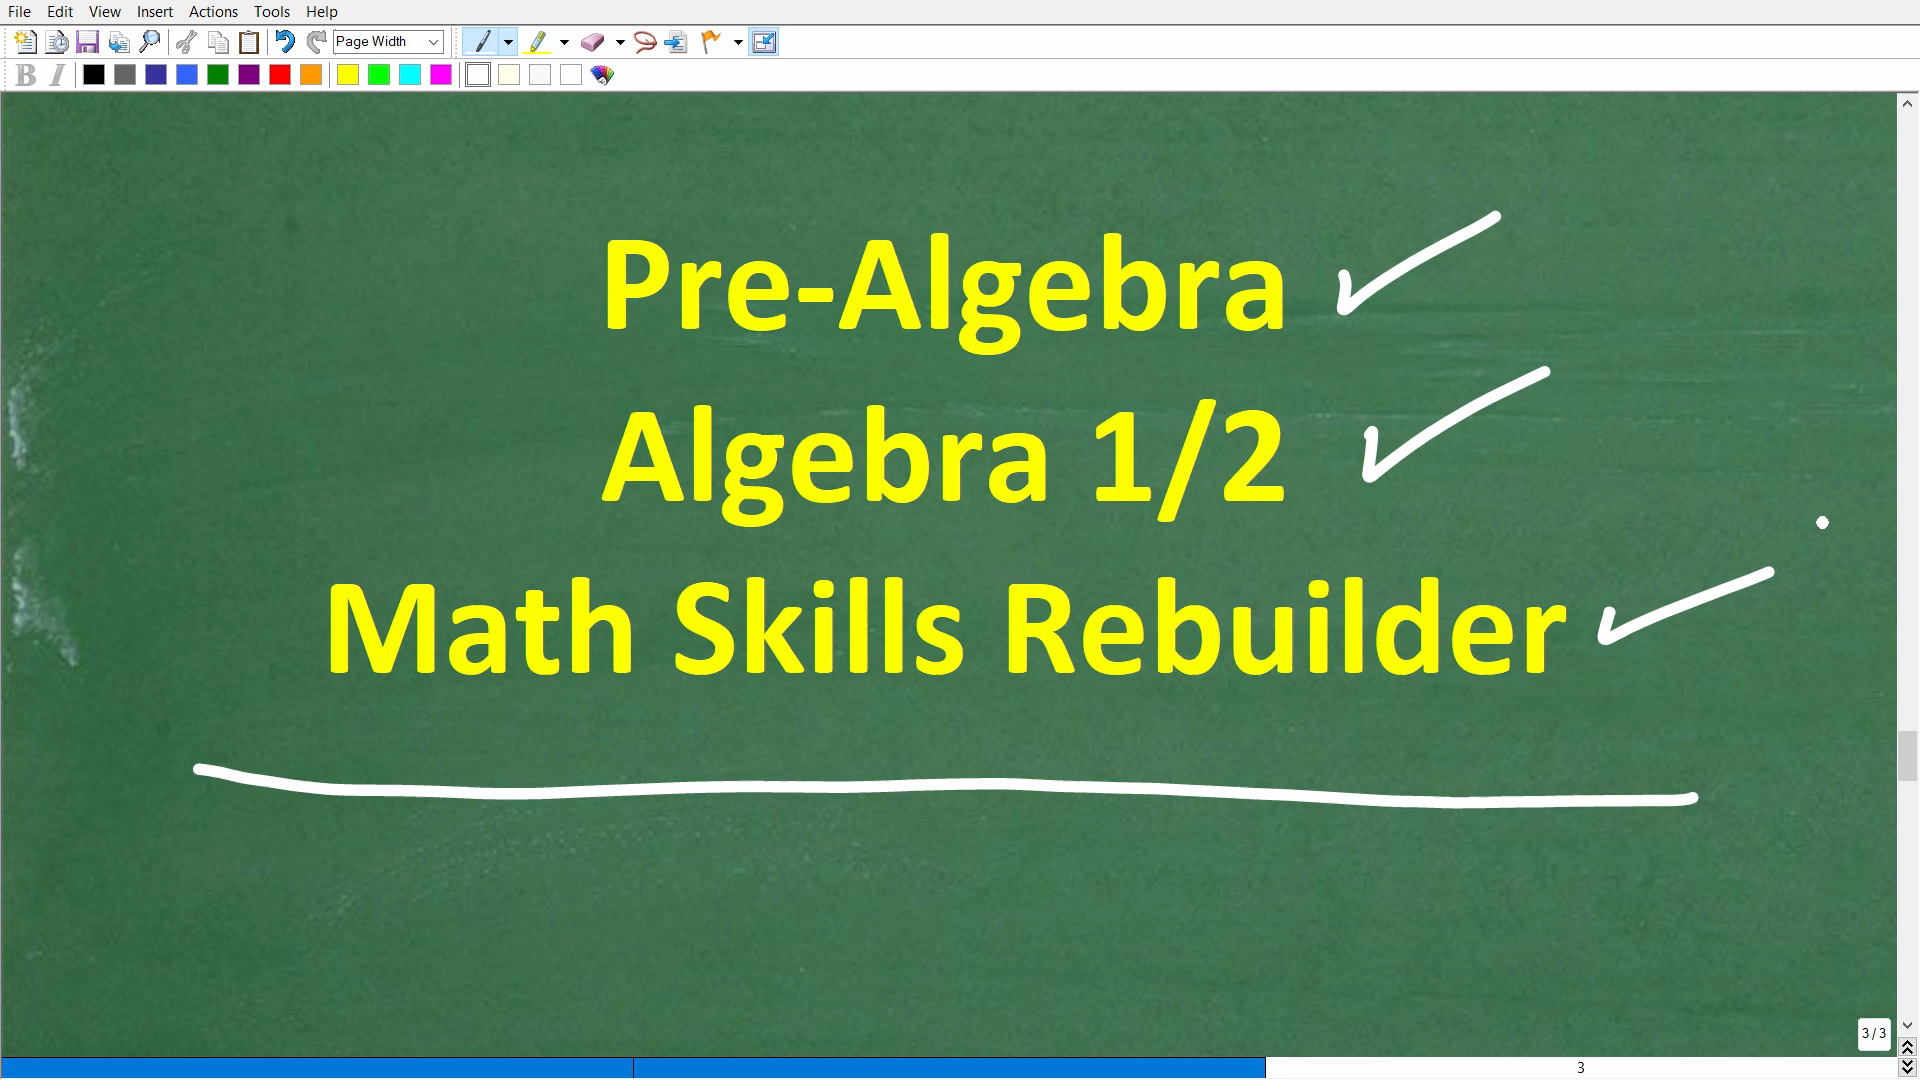 File Edit View Insert Actions Tools Help
Page Width
B I
Pre-Algebra
Algebra 1/2
Math Skills Rebuilder
3 / 3
3